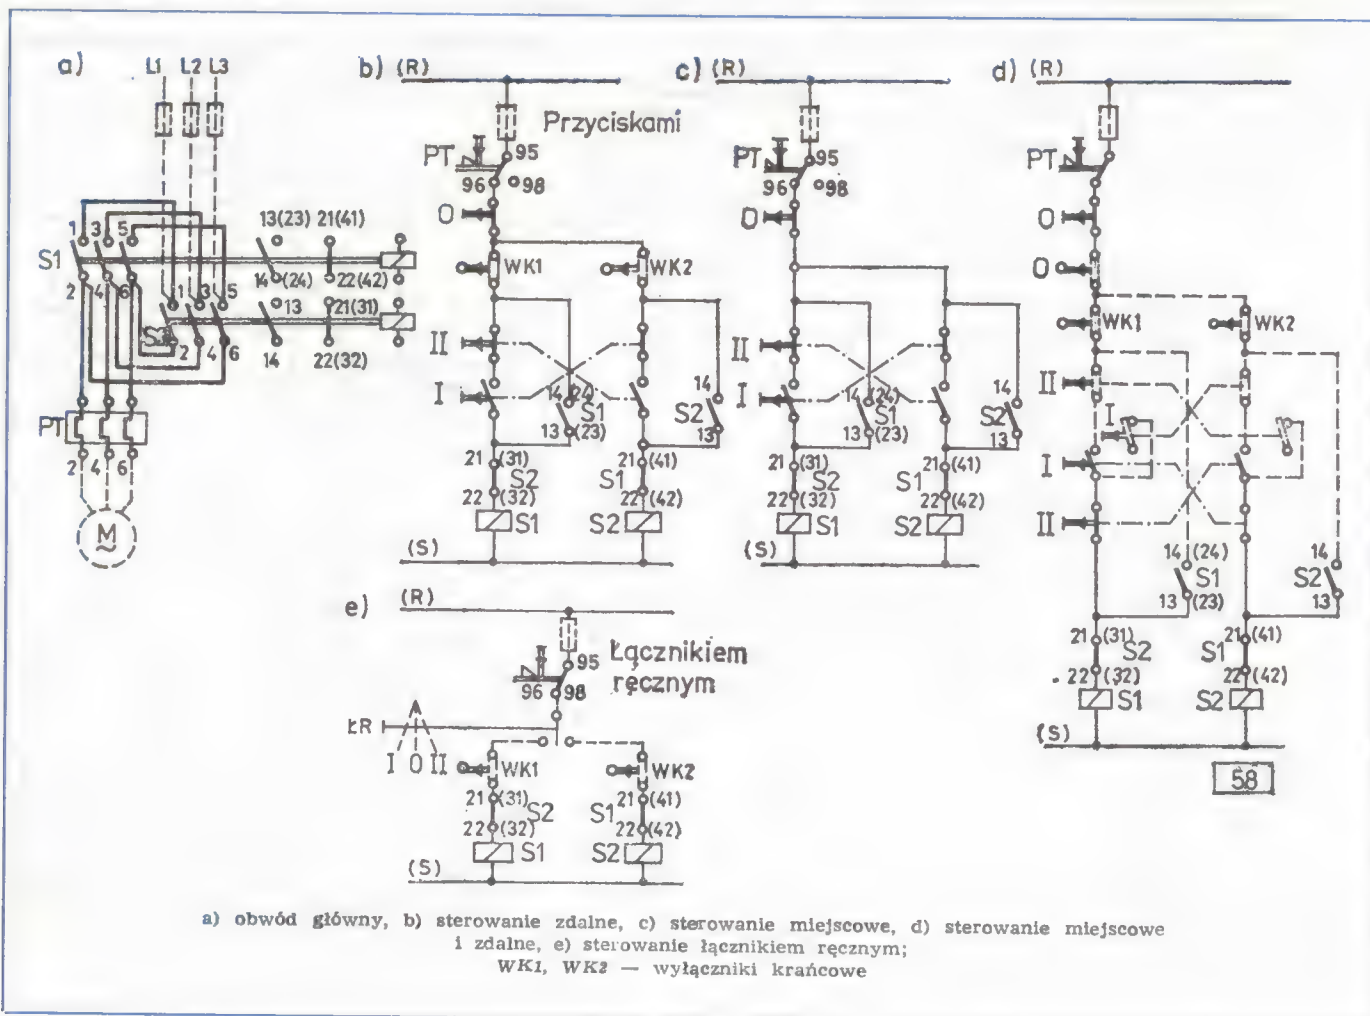 a)
L1 L2 L3
1 3 5
S1
2 4 6
13(23) 21(41)
14 (24) 22(42)
1 3 5
13 21(31)
2 4 6
14 22(32)
PT
2 4 6
M
b) (R)
Przyciskami
PT 95
96 98
O
WK1 WK2
II
I
14 (24) S1
13 (23)
14
S2
13
21 (31) S2
22 (32)
S1
21 (41) S1
22 (42)
S2
(S)
c) (R)
PT 95
96 98
O
II
I
14 (24) S1
13 (23)
14
S2
13
21 (31) S2
22 (32)
S1
21 (41) S1
22 (42)
S2
(S)
d) (R)
PT
O
O
WK1 WK2
II
I
I
II
14 (24)
S1
13 (23)
14
S2
13
21 (31) S2
22 (32)
S1
21 (41) S1
22 (42)
S2
(S)
58
e) (R)
Łącznikiem
ręcznym
95
96 98
ŁR
I O II
WK1 WK2
21 (31) S2
22 (32)
S1
21 (41) S1
22 (42)
S2
(S)
a) obwód główny, b) sterowanie zdalne, c) sterowanie miejscowe, d) sterowanie miejscowe
i zdalne, e) sterowanie łącznikiem ręcznym;
WK1, WK2 — wyłączniki krańcowe